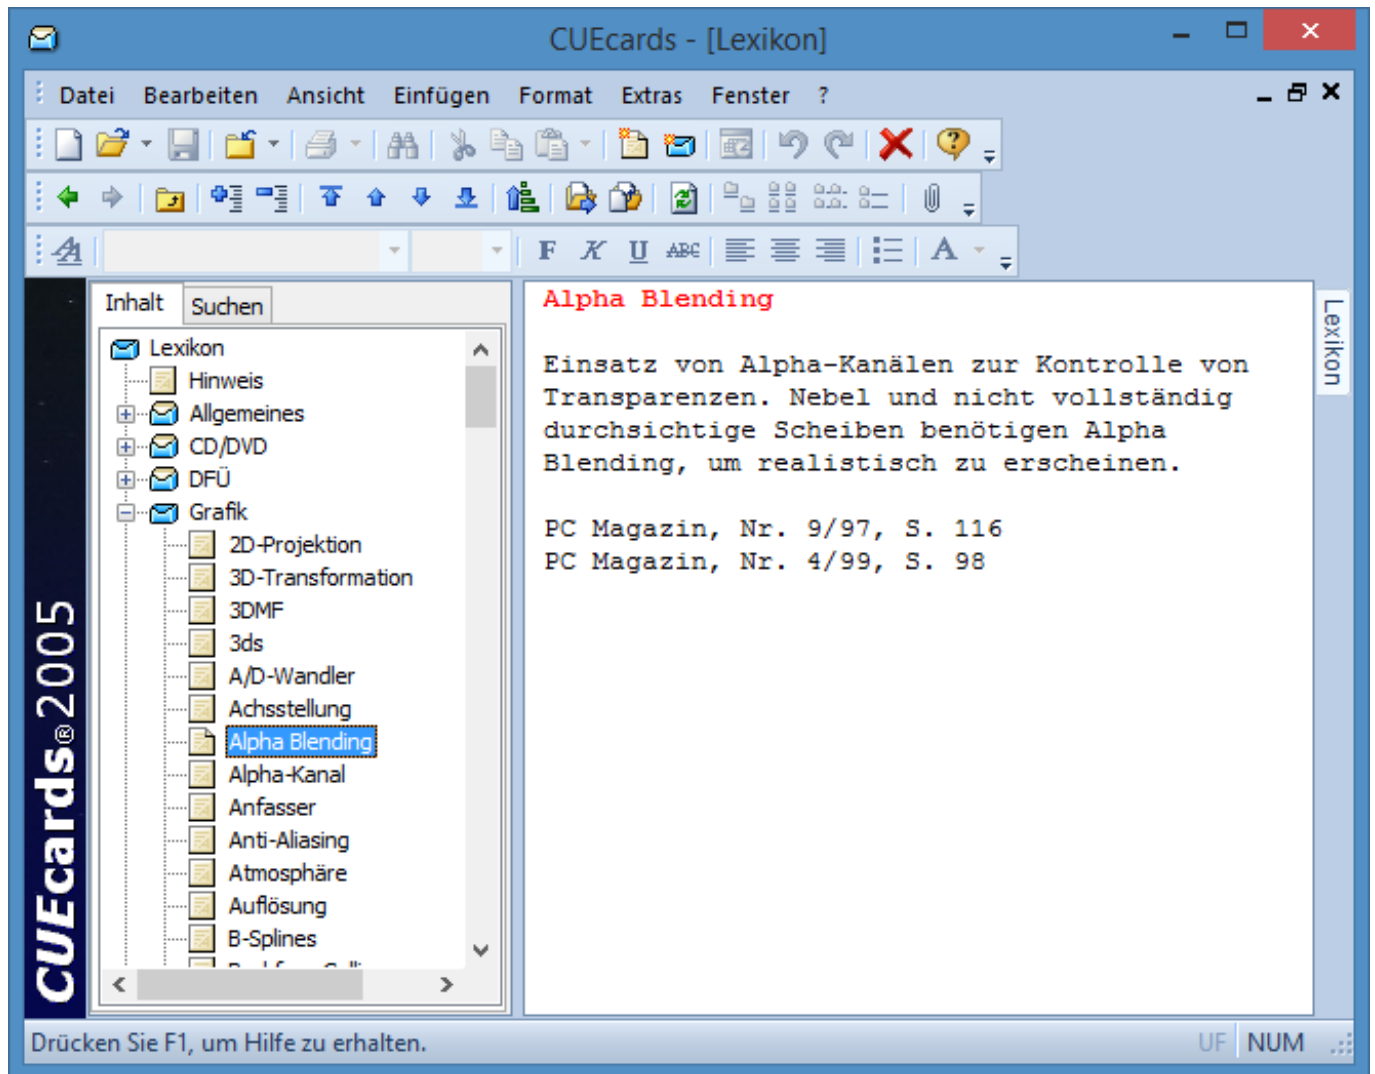 CUEcards - [Lexikon]
Datei Bearbeiten Ansicht Einfügen Format Extras Fenster ?
F K U ABC A
Inhalt Suchen
Lexikon
Hinweis
Allgemeines
CD/DVD
DFÜ
Grafik
2D-Projektion
3D-Transformation
3DMF
3ds
A/D-Wandler
Achsstellung
Alpha Blending
Alpha-Kanal
Anfasser
Anti-Aliasing
Atmosphäre
Auflösung
B-Splines
Alpha Blending
Einsatz von Alpha-Kanälen zur Kontrolle von
Transparenzen. Nebel und nicht vollständig
durchsichtige Scheiben benötigen Alpha
Blending, um realistisch zu erscheinen.
PC Magazin, Nr. 9/97, S. 116
PC Magazin, Nr. 4/99, S. 98
Lexikon
CUEcards®2005
Drücken Sie F1, um Hilfe zu erhalten.
UF NUM